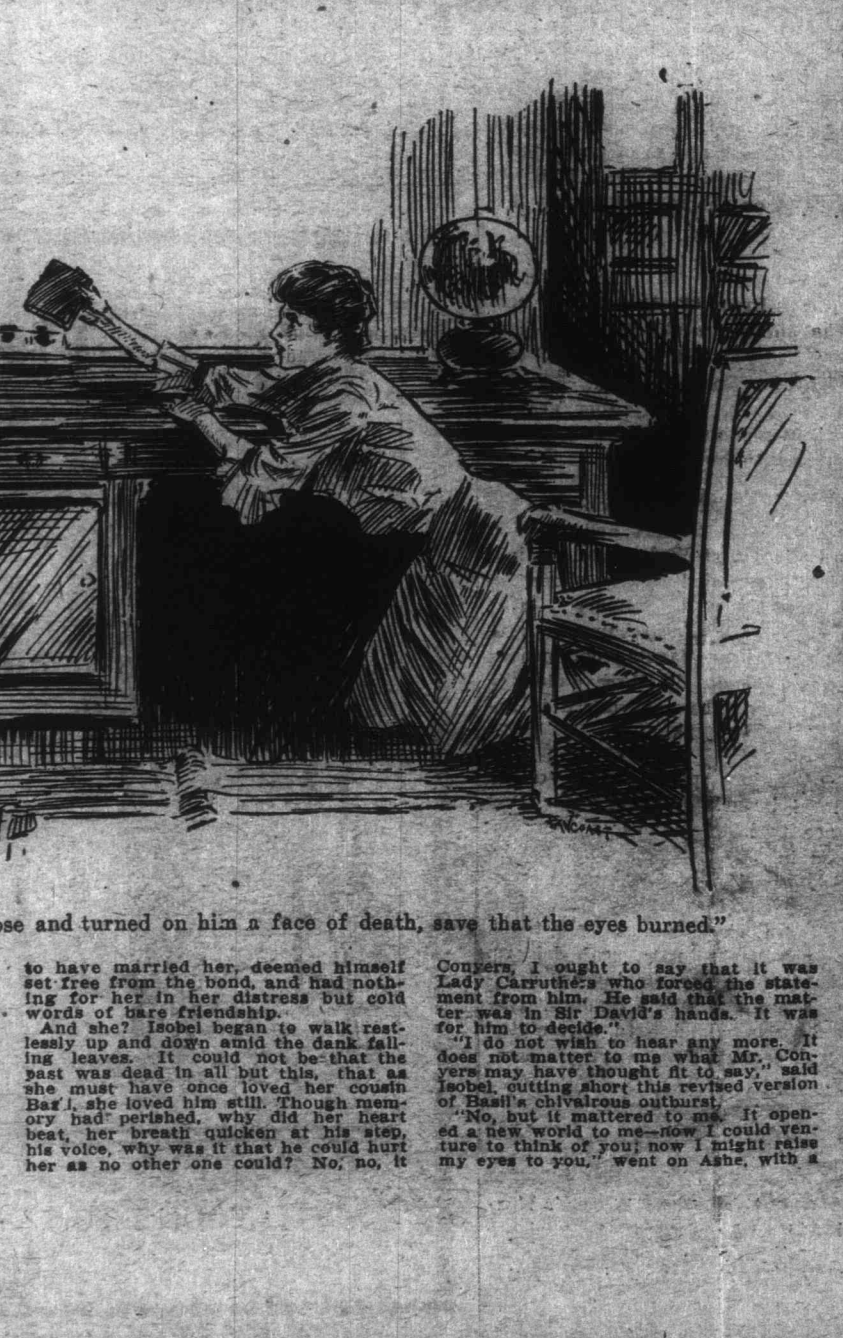 ose and turned on him a face of death, save that the eyes burned."
to have married her, deemed himself
set free from the bond, and had noth-
ing for her in her distress but cold
words of bare friendship.
And she? Isobel began to walk rest-
lessly up and down amid the dank fall-
ing leaves. It could not be that the
past was dead in all but this, that as
she must have once loved her cousin
Basil, she loved him still. Though mem-
ory had perished, why did her heart
beat, her breath quicken at his step,
his voice, why was it that he could hurt
her as no other one could? No, no, it
Conyers, I ought to say that it was
Lady Carruthers who forced the state-
ment from him. He said that the mat-
ter was in Sir David's hands. It was
for him to decide."
"I do not wish to hear any more. It
does not matter to me what Mr. Con-
yers may have thought fit to say," said
Isobel, cutting short this revised version
of Basil's chivalrous outburst.
"No, but it mattered to me. It open-
ed a new world to me—now I could ven-
ture to think of you; now I might raise
my eyes to you," went on Ashe, with a